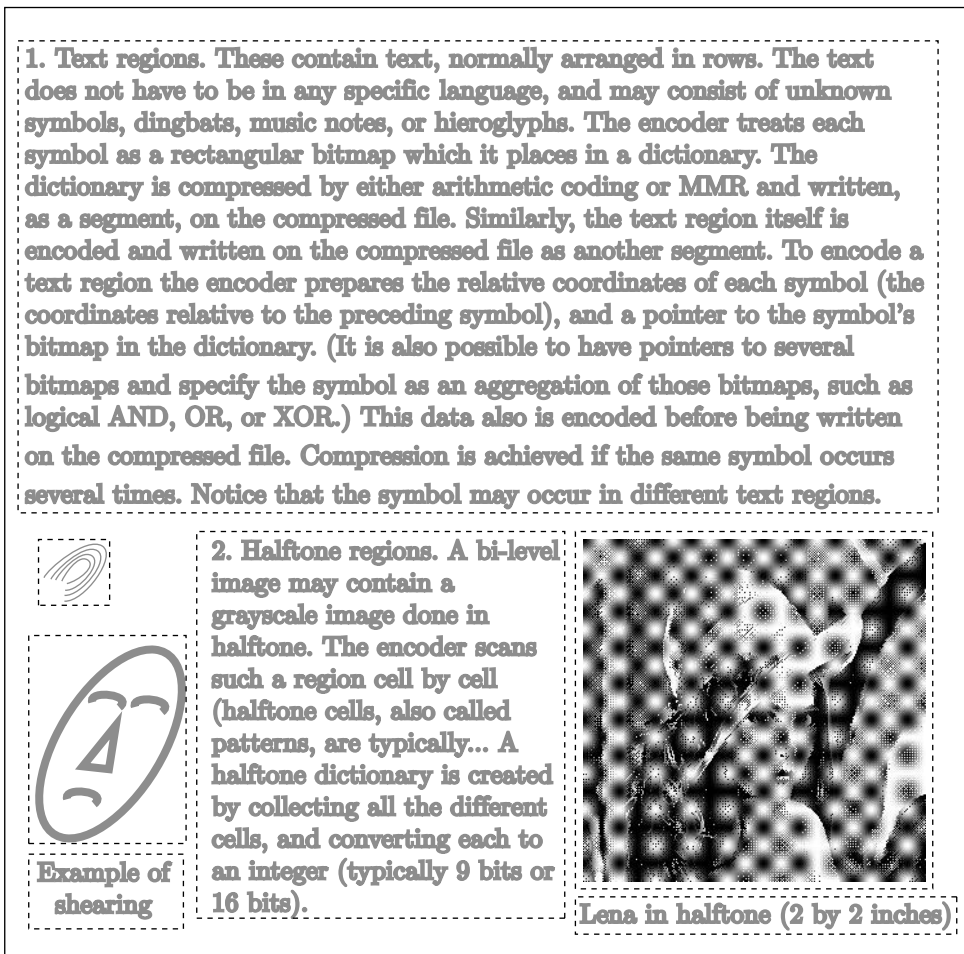 1. Text regions. These contain text, normally arranged in rows. The text
does not have to be in any specific language, and may consist of unknown
symbols, dingbats, music notes, or hieroglyphs. The encoder treats each
symbol as a rectangular bitmap which it places in a dictionary. The
dictionary is compressed by either arithmetic coding or MMR and written,
as a segment, on the compressed file. Similarly, the text region itself is
encoded and written on the compressed file as another segment. To encode a
text region the encoder prepares the relative coordinates of each symbol (the
coordinates relative to the preceding symbol), and a pointer to the symbol's
bitmap in the dictionary. (It is also possible to have pointers to several
bitmaps and specify the symbol as an aggregation of those bitmaps, such as
logical AND, OR, or XOR.) This data also is encoded before being written
on the compressed file. Compression is achieved if the same symbol occurs
several times. Notice that the symbol may occur in different text regions.
2. Halftone regions. A bi-level
image may contain a
grayscale image done in
halftone. The encoder scans
such a region cell by cell
(halftone cells, also called
patterns, are typically... A
halftone dictionary is created
by collecting all the different
cells, and converting each to
an integer (typically 9 bits or
16 bits).
Example of
shearing
Lena in halftone (2 by 2 inches)